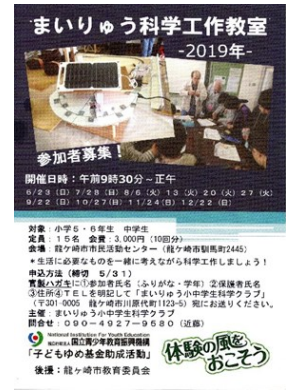 まいりゅう科学工作教室
-2019年-
参加者募集！
開催日時：午前9時30分～正午
6/23（日）7/28（日）8/6（火）13（火）20（火）27（火）
9/22（日）10/27(日）11/24(日）12/22（日）
対象：小学5・6年生 中学生
定員：15名 会費：3,000円（10回分）
場所：龍ケ崎市市民活動センター（龍ケ崎市馴馬町2445）
＊生活に必要なものを一緒に考えながら科学工作しましょう！
申込方法（締切 5/31）
官製ハガキに①参加者氏名（ふりがな・学年）②保護者氏名
③住所④ＴＥＬを明記して「まいりゅう小中学生科学クラブ」
（〒301-0005 龍ケ崎市川原代町123-5）宛にお送りください。
主催：まいりゅう小中学生科学クラブ
問合せ：090-4927-9680（近藤）
National Institution For Youth Education
国立青少年教育振興機構
「子どもゆめ基金助成活動」
体験の風をおこそう
後援：龍ケ崎市教育委員会